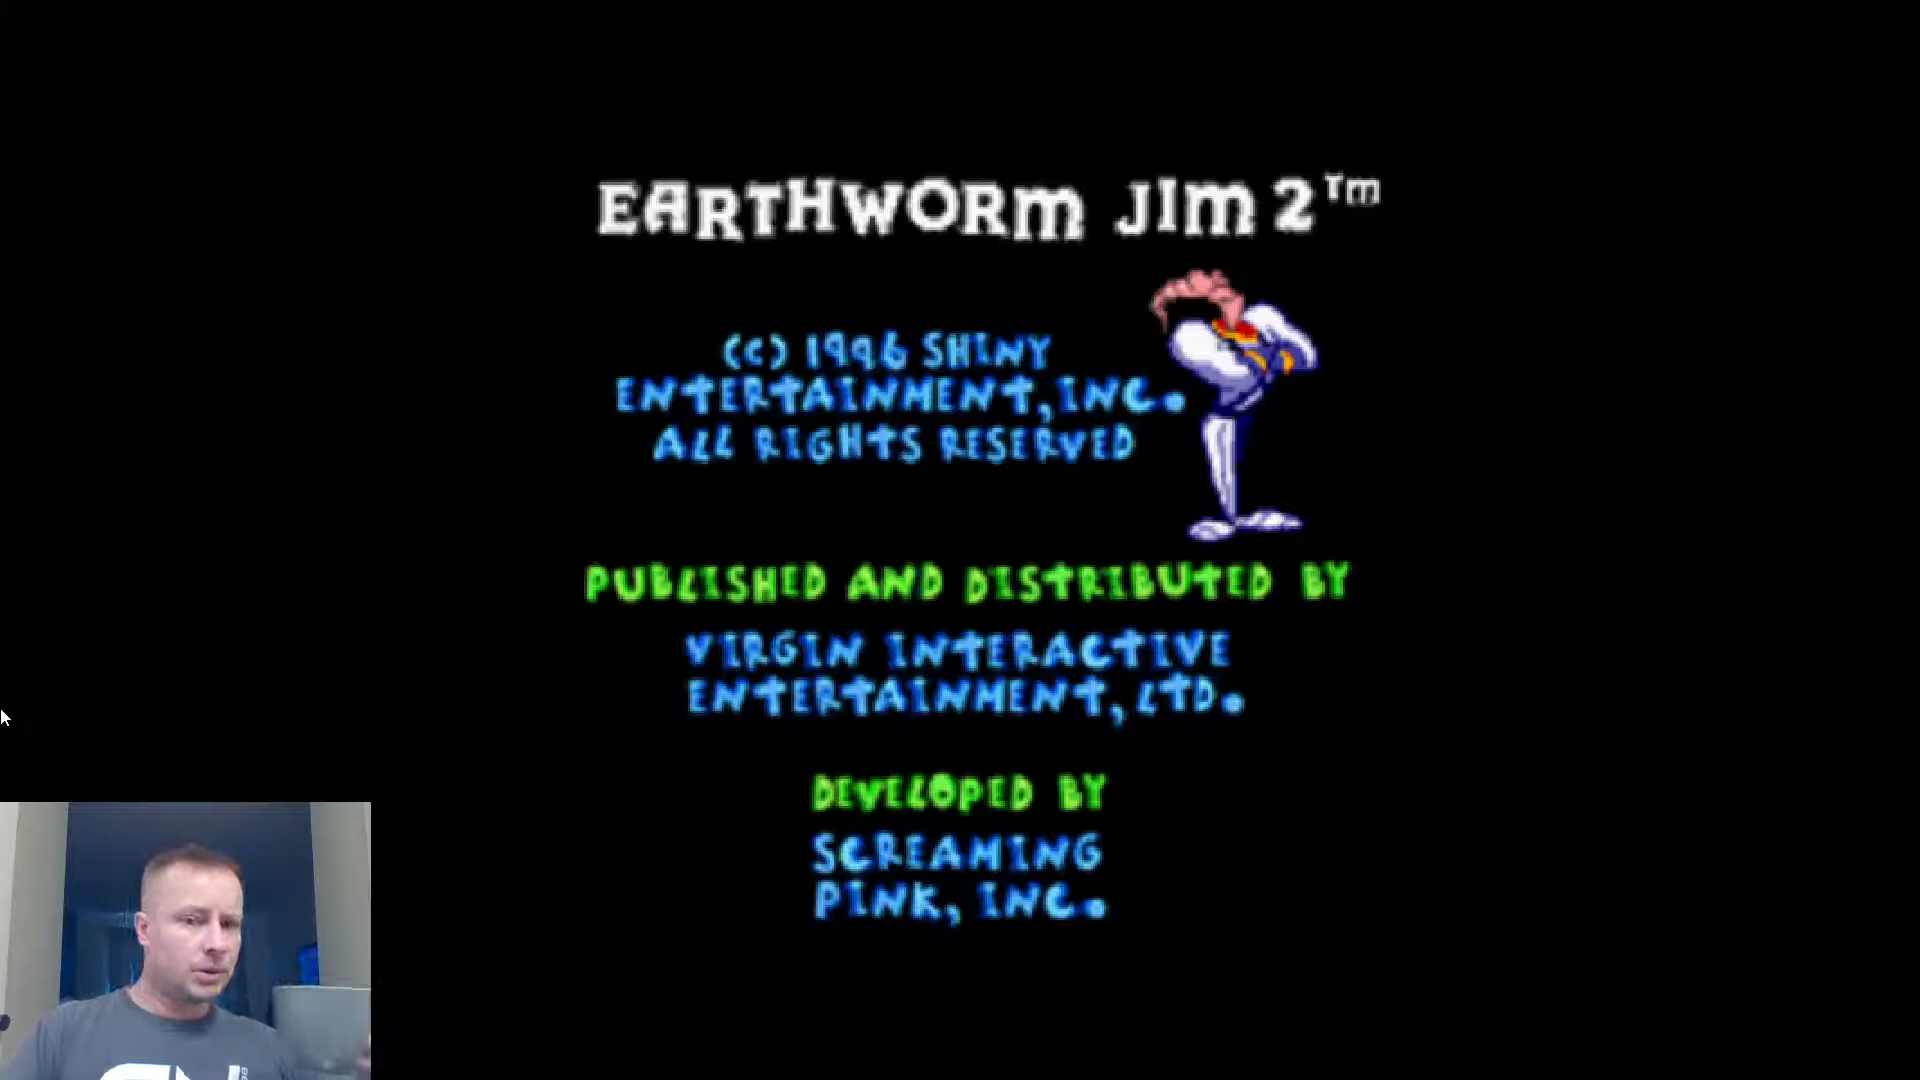 EARTHWORM JIM 2™
(C) 1996 SHINY
ENTERTAINMENT, INC.
ALL RIGHTS RESERVED
PUBLISHED AND DISTRIBUTED BY
VIRGIN INTERACTIVE
ENTERTAINMENT, LTD.
DEVELOPED BY
SCREAMING
PINK, INC.